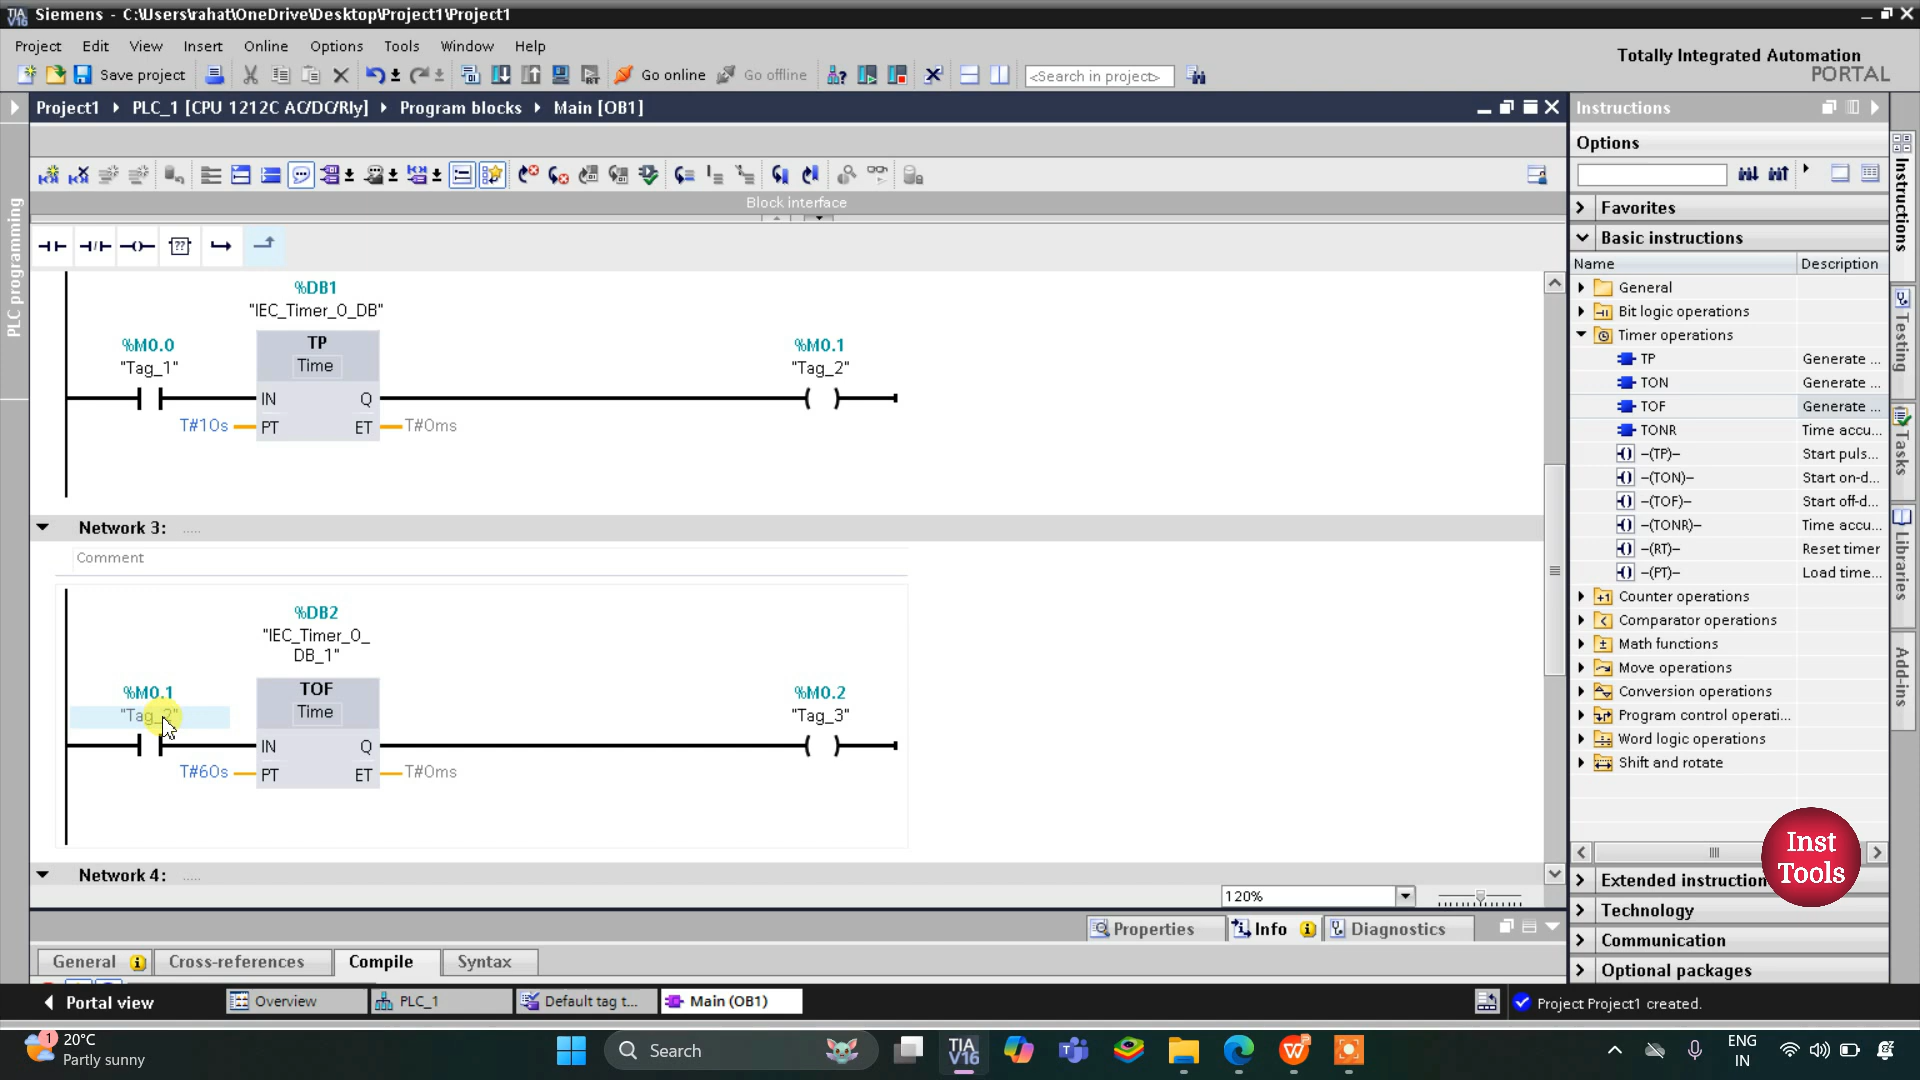 Siemens - C:\Users\rahat\OneDrive\Desktop\Project1\Project1
Project Edit View Insert Online Options Tools Window Help
Totally Integrated Automation
PORTAL
Save project
Go online
Go offline
<Search in project>
Project1 PLC_1 [CPU 1212C AC/DC/Rly] Program blocks Main [OB1]
Instructions
Options
Block interface
Favorites
Basic instructions
Name Description
General
Bit logic operations
Timer operations
TP Generate ...
TON Generate ...
TOF Generate ...
TONR Time accu...
-(TP)- Start puls...
-(TON)- Start on-d...
-(TOF)- Start off-d...
-(TONR)- Time accu...
-(RT)- Reset timer
-(PT)- Load time...
Counter operations
Comparator operations
Math functions
Move operations
Conversion operations
Program control operati...
Word logic operations
Shift and rotate
Extended instruction
Technology
Communication
Optional packages
Instructions
Testing
Tasks
Libraries
Add-ins
PLC programming
??
%DB1
"IEC_Timer_0_DB"
%M0.0
"Tag_1"
TP
Time
%M0.1
"Tag_2"
IN Q
T#10s PT ET T#0ms
Network 3: .....
Comment
%DB2
"IEC_Timer_0_
DB_1"
%M0.1
"Tag_2"
TOF
Time
%M0.2
"Tag_3"
IN Q
T#60s PT ET T#0ms
Network 4: .....
120%
Inst
Tools
Properties Info Diagnostics
General Cross-references Compile Syntax
Portal view Overview PLC_1 Default tag t... Main (OB1)
Project Project1 created.
1
20°C
Partly sunny
Search
TIA
V16
ENG
IN